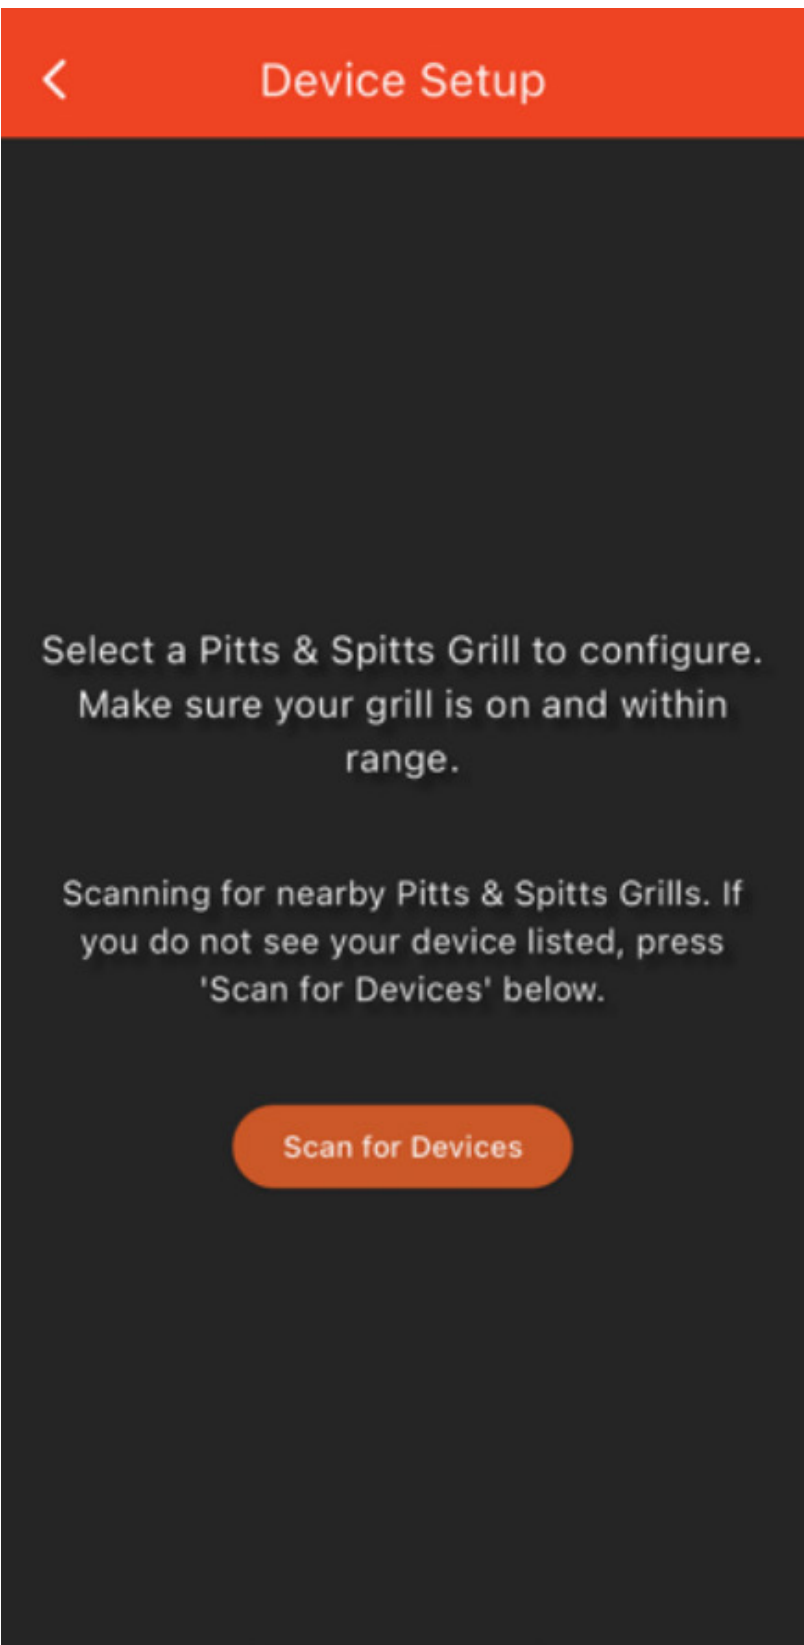 Device Setup
Select a Pitts & Spitts Grill to configure.
Make sure your grill is on and within
range.
Scanning for nearby Pitts & Spitts Grills. If
you do not see your device listed, press
'Scan for Devices' below.
Scan for Devices